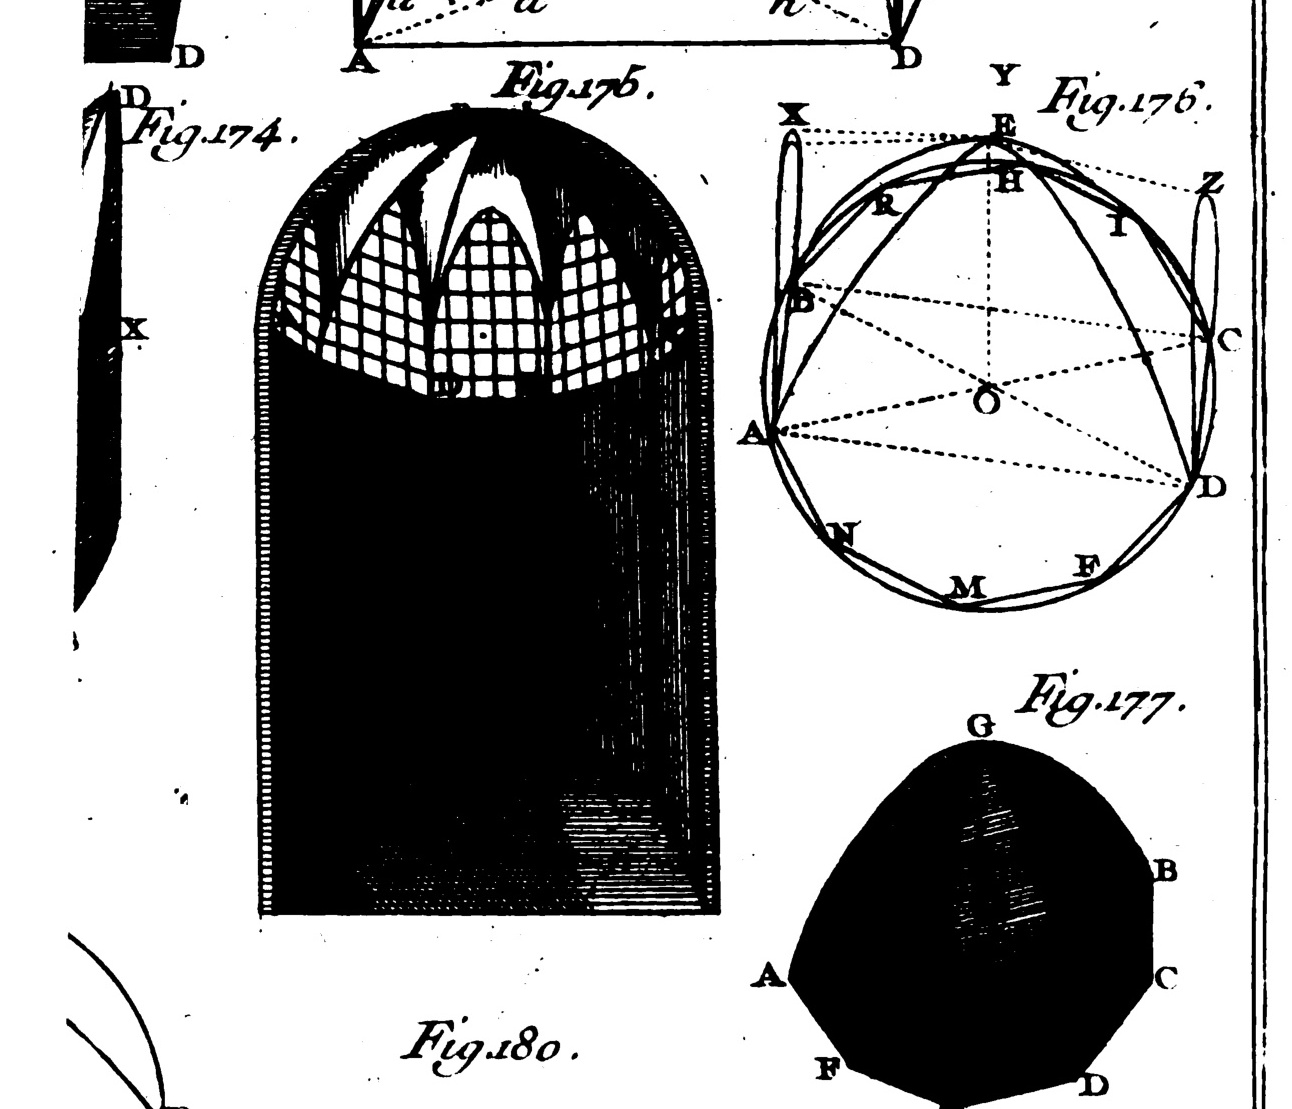 a a n
D
A D
Fig.175.
Y
D
Fig.176.
Fig.174.
X E
H Z
R I
B
X C
D
O
A
D
N
M F
Fig.177.
G
B
A C
F D
Fig.180.